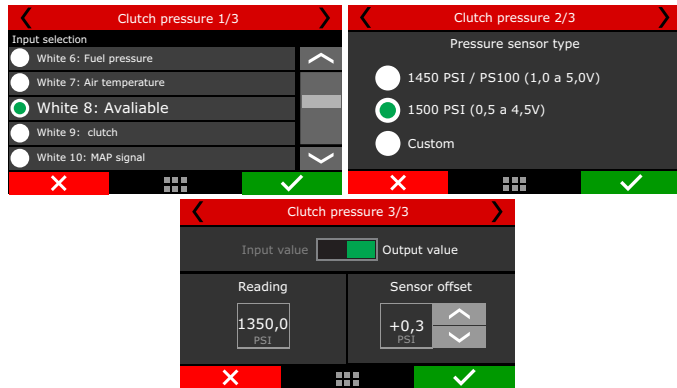 Clutch pressure 1/3
Input selection
White 6: Fuel pressure
White 7: Air temperature
White 8: Avaliable
White 9: clutch
White 10: MAP signal
Clutch pressure 2/3
Pressure sensor type
1450 PSI / PS100 (1,0 a 5,0V)
1500 PSI (0,5 a 4,5V)
Custom
Clutch pressure 3/3
Input value Output value
Reading Sensor offset
1350,0 +0,3
PSI PSI